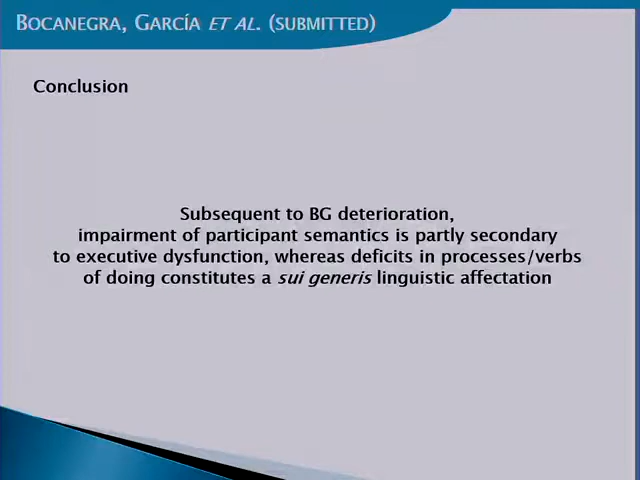 BOCANEGRA, GARCÍA ET AL. (SUBMITTED)
Conclusion
Subsequent to BG deterioration,
impairment of participant semantics is partly secondary
to executive dysfunction, whereas deficits in processes/verbs
of doing constitutes a sui generis linguistic affectation